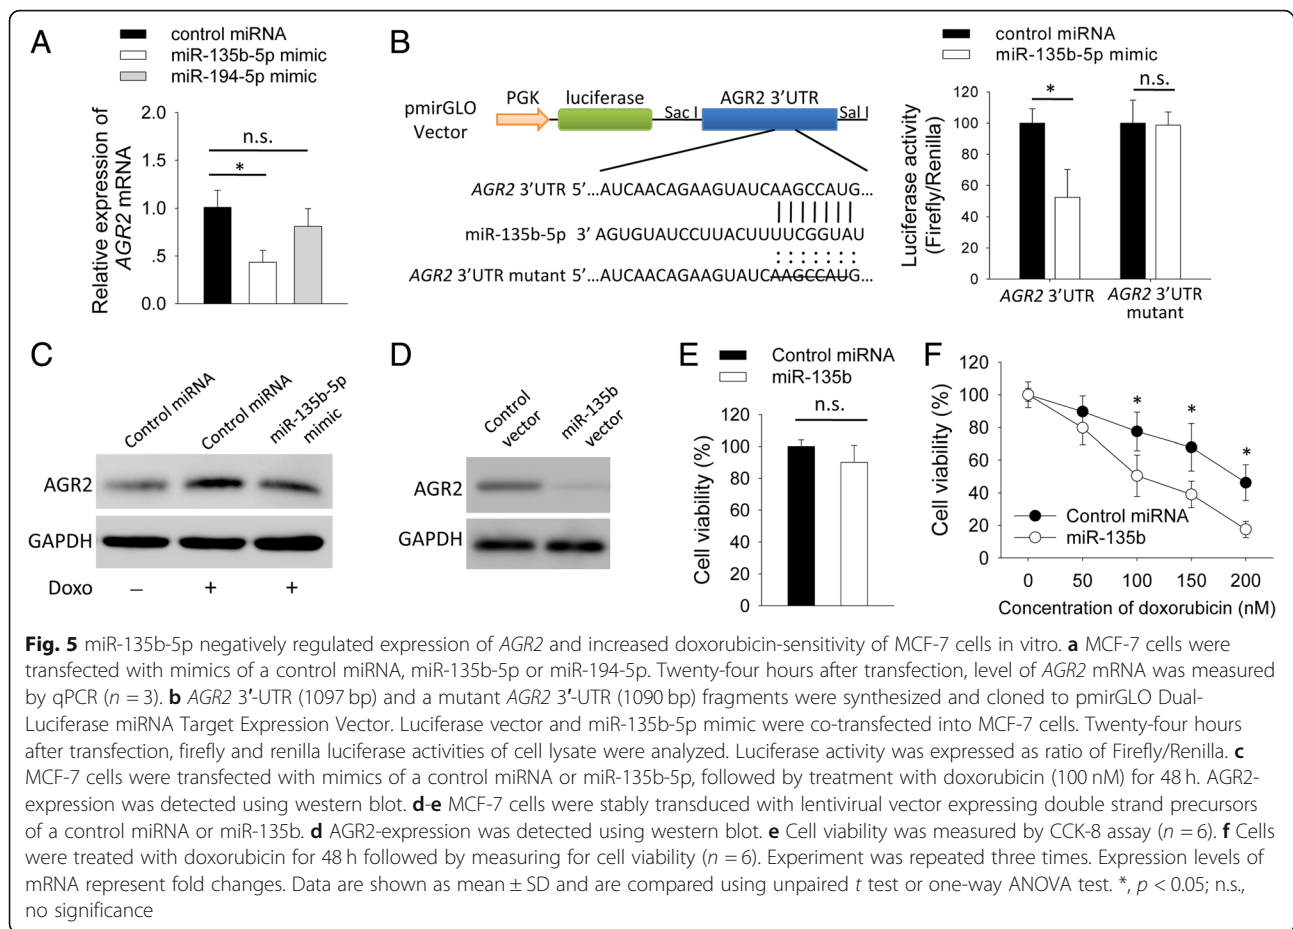 A
control miRNA
miR-135b-5p mimic
miR-194-5p mimic
Relative expression of
AGR2 mRNA
2.0
1.5
1.0
.5
0.0
n.s.
*
B
pmirGLO
Vector
PGK
luciferase
Sac I
AGR2 3’UTR
Sal I
AGR2 3’UTR 5’...AUCAACAGAAGUAUCAAGCCAUG...
miR-135b-5p 3’ AGUGUAUCCUUACUUUUCGGUAU
AGR2 3’UTR mutant 5’...AUCAACAGAAGUAUCAAGCCAUG...
control miRNA
miR-135b-5p mimic
Luciferase activity
(Firefly/Renilla)
120
100
80
60
40
20
0
*
n.s.
AGR2 3’UTR
AGR2 3’UTR
mutant
C
Control miRNA
Control miRNA
miR-135b-5p
mimic
AGR2
GAPDH
Doxo – + +
D
Control
vector
miR-135b
vector
AGR2
GAPDH
E
Control miRNA
miR-135b
Cell viability (%)
120
100
80
60
40
20
0
n.s.
F
Cell viability (%)
120
100
80
60
40
20
0
* * *
Control miRNA
miR-135b
0 50 100 150 200
Concentration of doxorubicin (nM)
Fig. 5 miR-135b-5p negatively regulated expression of AGR2 and increased doxorubicin-sensitivity of MCF-7 cells in vitro. a MCF-7 cells were
transfected with mimics of a control miRNA, miR-135b-5p or miR-194-5p. Twenty-four hours after transfection, level of AGR2 mRNA was measured
by qPCR (n = 3). b AGR2 3′-UTR (1097 bp) and a mutant AGR2 3′-UTR (1090 bp) fragments were synthesized and cloned to pmirGLO Dual-
Luciferase miRNA Target Expression Vector. Luciferase vector and miR-135b-5p mimic were co-transfected into MCF-7 cells. Twenty-four hours
after transfection, firefly and renilla luciferase activities of cell lysate were analyzed. Luciferase activity was expressed as ratio of Firefly/Renilla. c
MCF-7 cells were transfected with mimics of a control miRNA or miR-135b-5p, followed by treatment with doxorubicin (100 nM) for 48 h. AGR2-
expression was detected using western blot. d-e MCF-7 cells were stably transduced with lentivirual vector expressing double strand precursors
of a control miRNA or miR-135b. d AGR2-expression was detected using western blot. e Cell viability was measured by CCK-8 assay (n = 6). f Cells
were treated with doxorubicin for 48 h followed by measuring for cell viability (n = 6). Experiment was repeated three times. Expression levels of
mRNA represent fold changes. Data are shown as mean ± SD and are compared using unpaired t test or one-way ANOVA test. *, p < 0.05; n.s.,
no significance